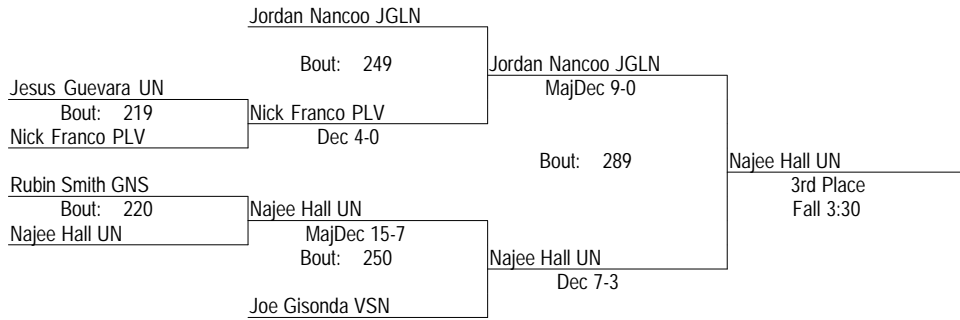 Jordan Nancoo JGLN
Bout: 249
Jordan Nancoo JGLN
MajDec 9-0
Jesus Guevara UN
Bout: 219
Nick Franco PLV
Nick Franco PLV
Dec 4-0
Bout: 289
Najee Hall UN
3rd Place
Fall 3:30
Rubin Smith GNS
Bout: 220
Najee Hall UN
Najee Hall UN
MajDec 15-7
Bout: 250
Najee Hall UN
Dec 7-3
Joe Gisonda VSN